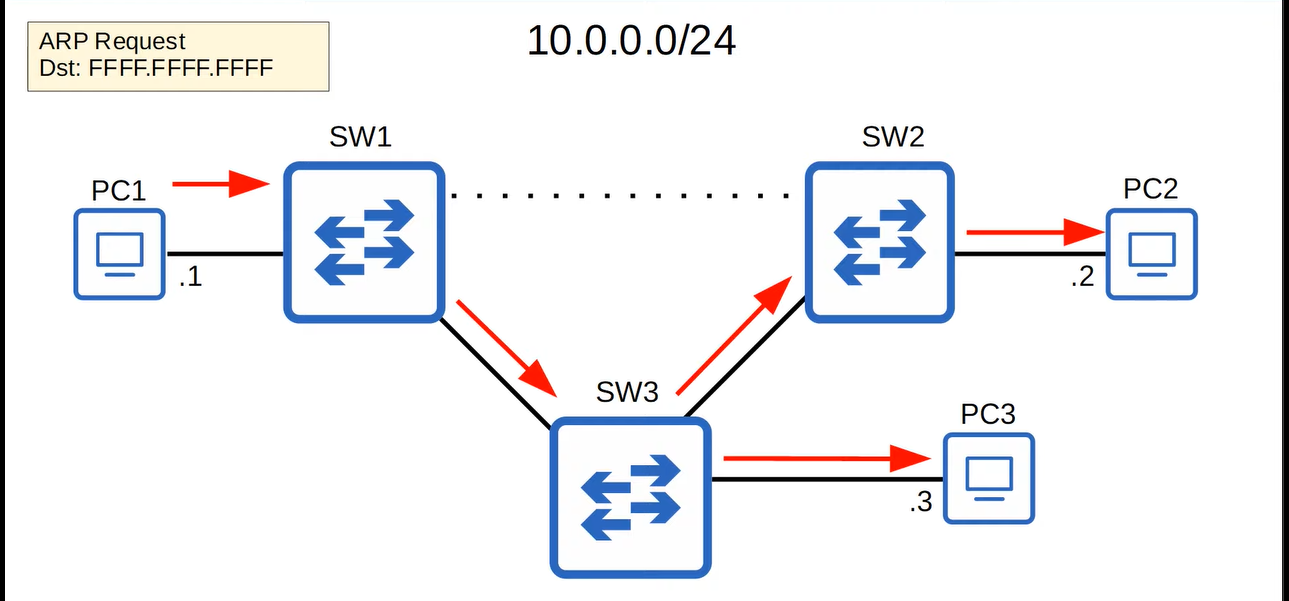 ARP Request
Dst: FFFF.FFFF.FFFF
10.0.0.0/24
SW1
SW2
PC1
PC2
.1
.2
SW3
PC3
.3